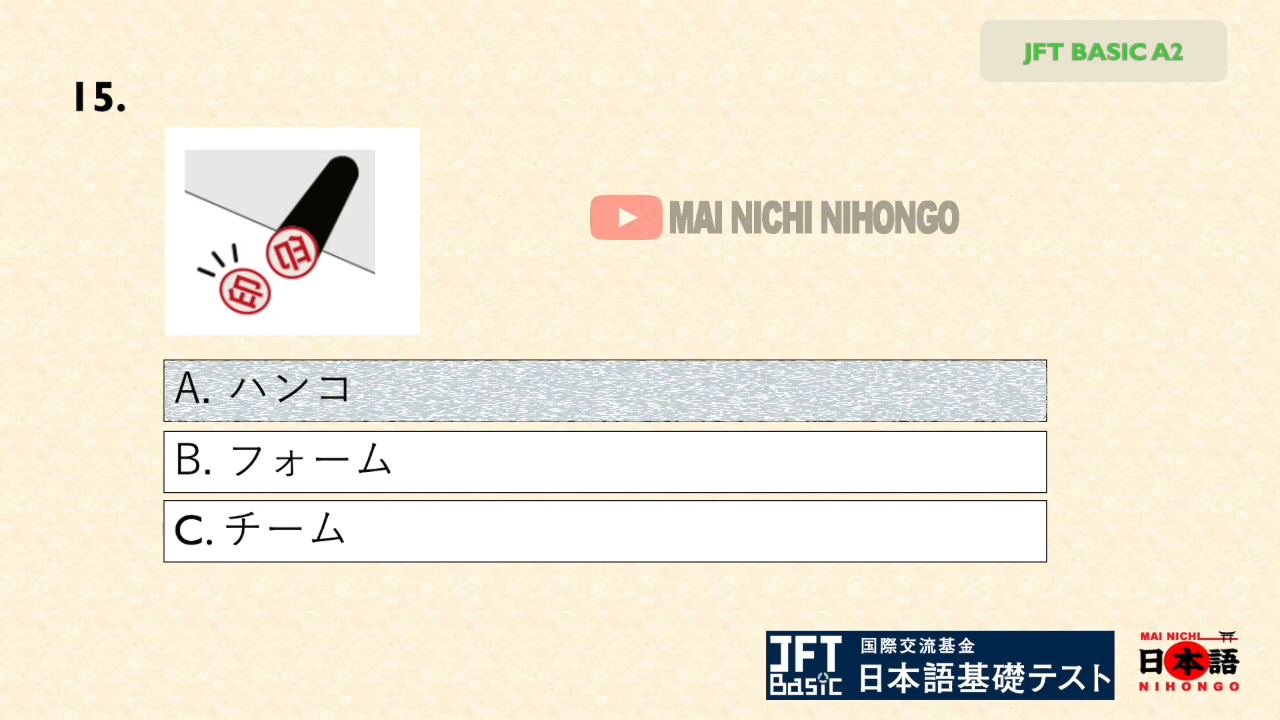 JFT BASIC A2
15.
印
印
MAI NICHI NIHONGO
A. ハンコ
B. フォーム
C. チーム
JFT Basic
国際交流基金
日本語基礎テスト
MAI NICHI
日本語
NIHONGO